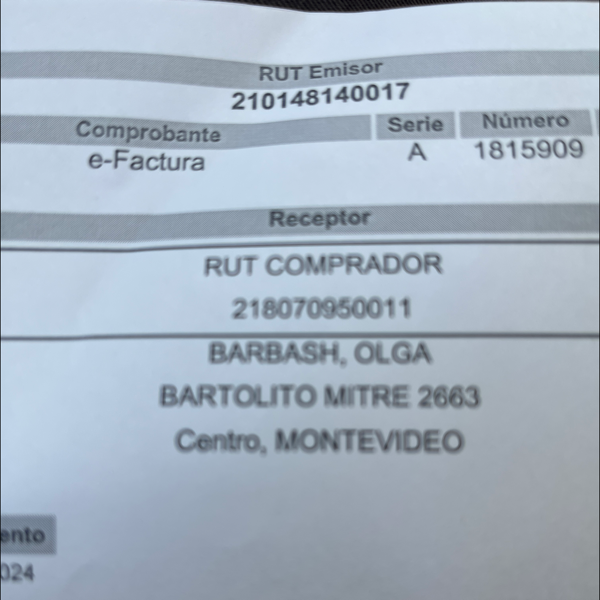 RUT Emisor
210148140017
Comprobante Serie Número
e-Factura A 1815909
Receptor
RUT COMPRADOR
218070950011
BARBASH, OLGA
BARTOLITO MITRE 2663
Centro, MONTEVIDEO
ento
024